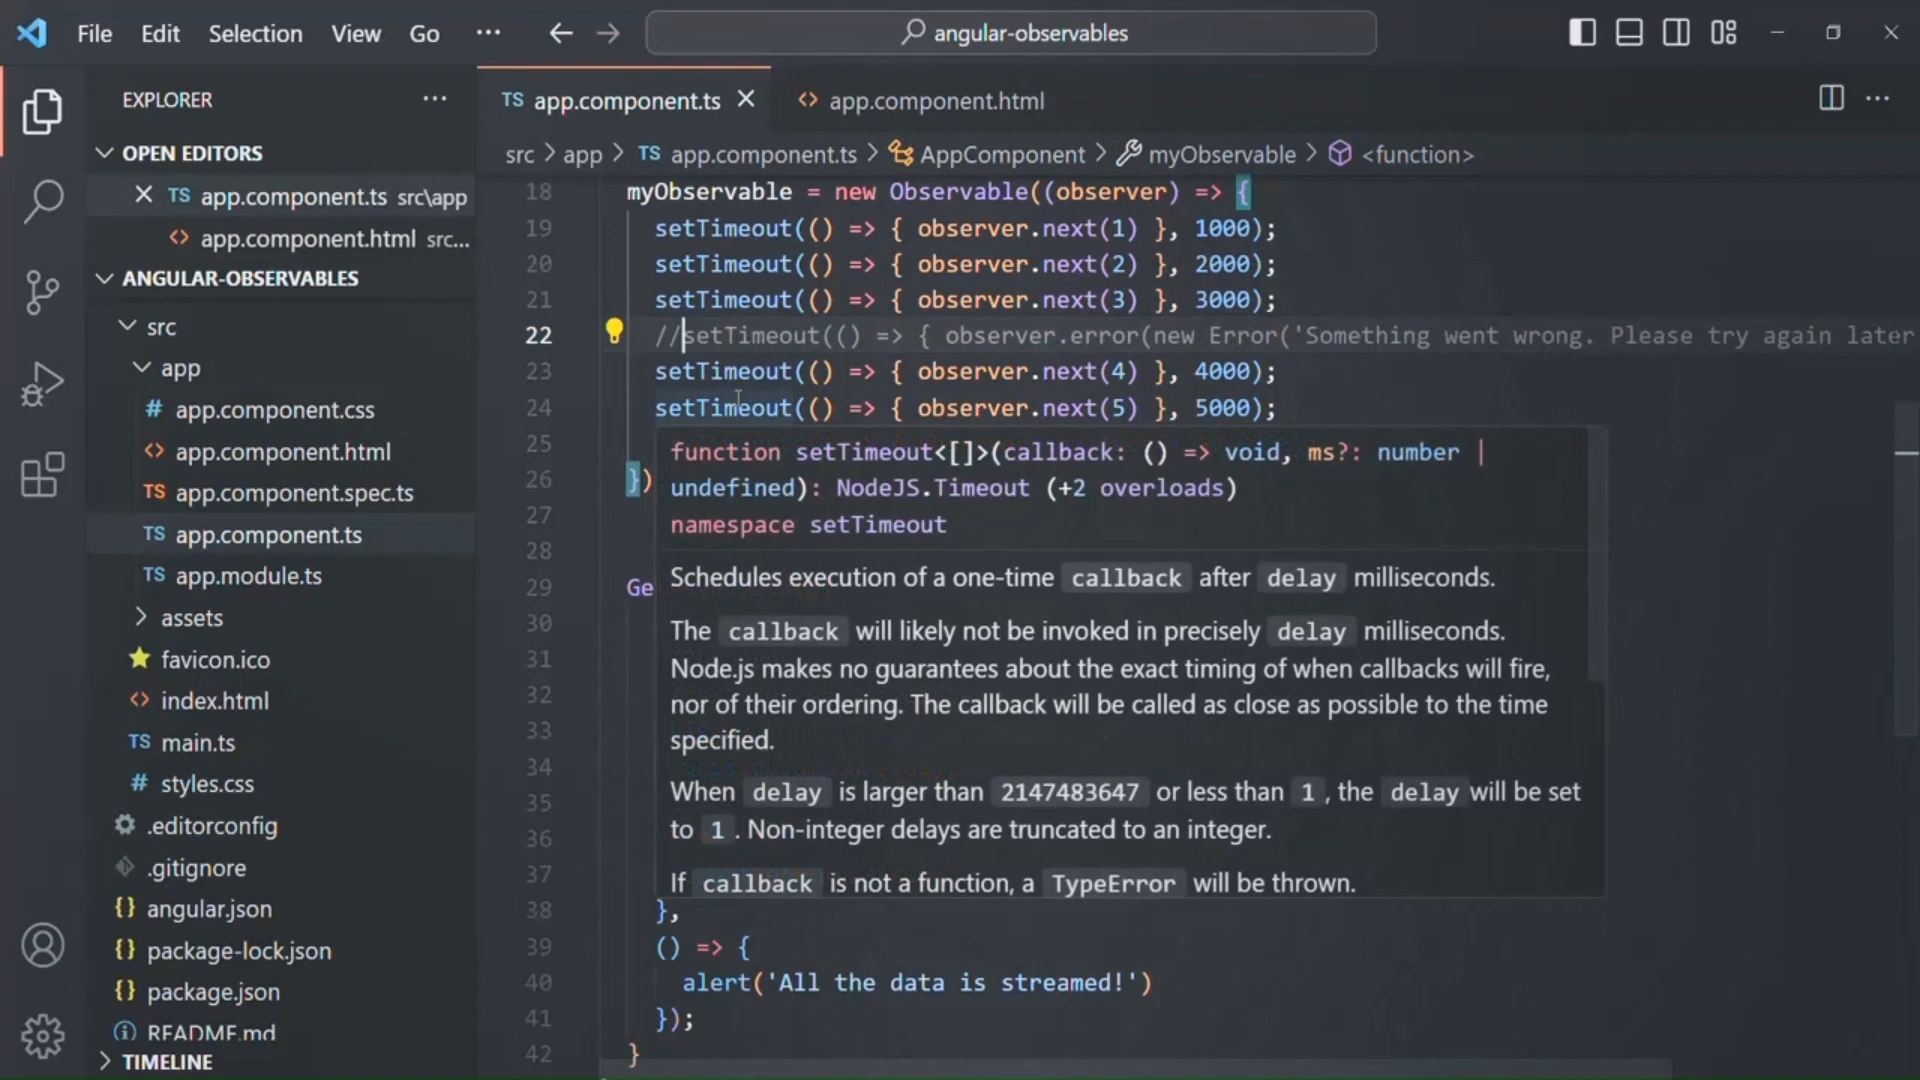 File Edit Selection View Go ··· angular-observables
EXPLORER ···
OPEN EDITORS
TS app.component.ts src\app
<> app.component.html src...
ANGULAR-OBSERVABLES
src
app
# app.component.css
<> app.component.html
TS app.component.spec.ts
TS app.component.ts
TS app.module.ts
assets
favicon.ico
<> index.html
TS main.ts
# styles.css
.editorconfig
.gitignore
{} angular.json
{} package-lock.json
{} package.json
README.md
TIMELINE
TS app.component.ts <> app.component.html ···
src > app > TS app.component.ts > AppComponent > myObservable > <function>
18 myObservable = new Observable((observer) => {
19 setTimeout(() => { observer.next(1) }, 1000);
20 setTimeout(() => { observer.next(2) }, 2000);
21 setTimeout(() => { observer.next(3) }, 3000);
22 //setTimeout(() => { observer.error(new Error('Something went wrong. Please try again later
23 setTimeout(() => { observer.next(4) }, 4000);
24 setTimeout(() => { observer.next(5) }, 5000);
25
26 })
27
28
29 Ge
30
31
32
33
34
35
36
37
function setTimeout<[]>(callback: () => void, ms?: number |
undefined): NodeJS.Timeout (+2 overloads)
namespace setTimeout
Schedules execution of a one-time callback after delay milliseconds.
The callback will likely not be invoked in precisely delay milliseconds.
Node.js makes no guarantees about the exact timing of when callbacks will fire,
nor of their ordering. The callback will be called as close as possible to the time
specified.
When delay is larger than 2147483647 or less than 1, the delay will be set
to 1. Non-integer delays are truncated to an integer.
If callback is not a function, a TypeError will be thrown.
38 },
39 () => {
40 alert('All the data is streamed!')
41 });
42 }